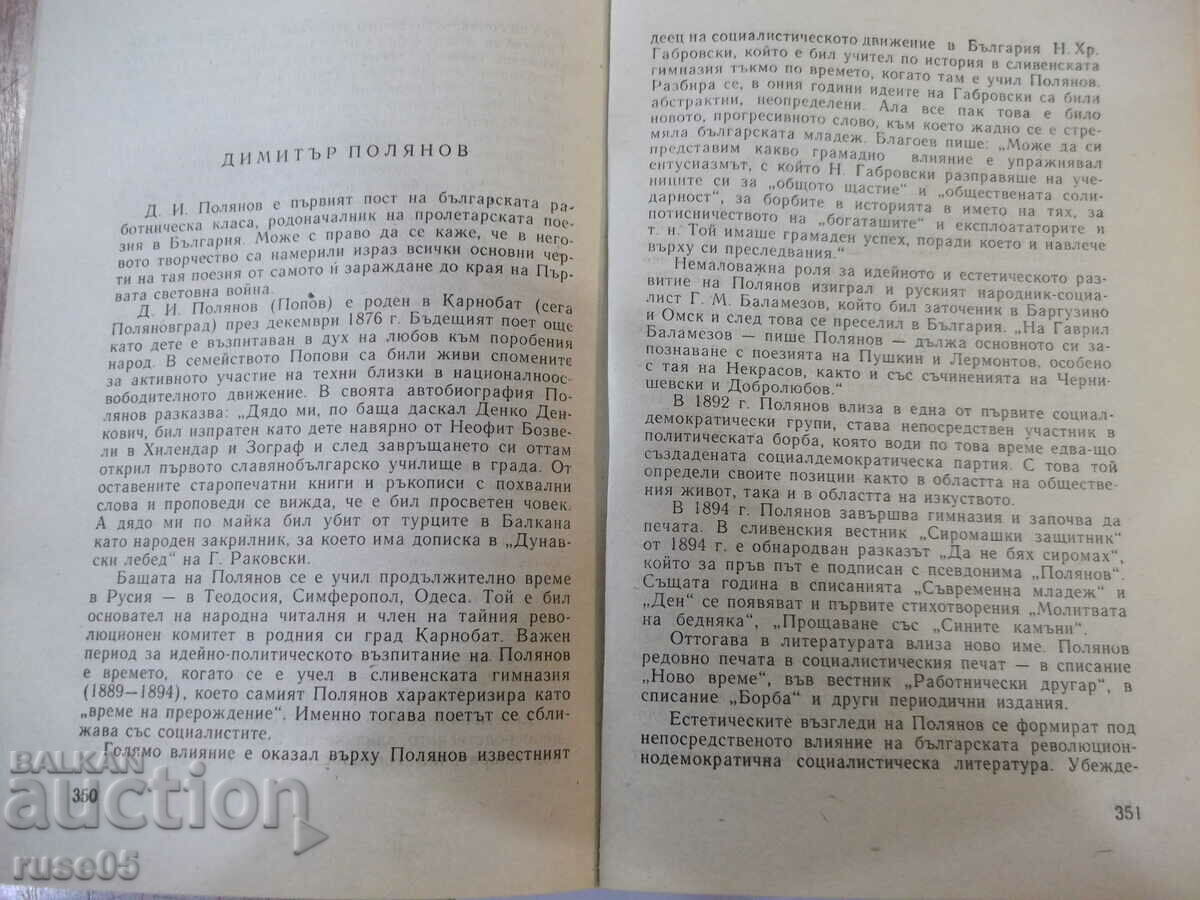 ДИМИТЪР ПОЛЯНОВ
Д. И. Полянов е първият пост на българската ра-
ботническа класа, родоначалник на пролетарската пое-
зия в България. Може с право да се каже, че в него-
вото творчество са намерили израз всички основни чер-
ти на тая поезия от самото ѝ зараждане до края на Пър-
вата световна война.
Д. И. Полянов (Попов) е роден в Карнобат (сега
Поляновград) през декември 1876 г. Бъдещият поет още
като дете е възпитаван в дух на любов към поробения
народ. В семейството Попови са били живи спомените
за активното участие на техни близки в националноос-
вободителното движение. В своята автобиография По-
лянов разказва: „Дядо ми, по баща даскал Денко Ден-
кович, бил изпратен като дете навярно от Неофит Бозве-
ли в Хилендар и Зограф и след завръщането си оттам
открил първото славянобългарско училище в града. От
оставените старопечатни книги и ръкописи с похвални
слова и проповеди се вижда, че е бил просветен човек.
А дядо ми по майка бил убит от турците в Балкана
като народен закрилник, за което има дописка в „Дунав-
ски лебед“ на Г. Раковски.
Бащата на Полянов се е учил продължително време
в Русия — в Теодосия, Симферопол, Одеса. Той е бил
основател на народна читалня и член на тайния рево-
люционен комитет в родния си град Карнобат. Важен
период за идейно-политическото възпитание на Полянов
е времето, когато се е учел в сливенската гимназия
(1889—1894), което самият Полянов характеризира като
„време на прерождение“. Именно тогава поетът се сбли-
жава със социалистите.
Голямо влияние е оказал върху Полянов известният
350
деец на социалистическото движение в България Н. Хр.
Габровски, който е бил учител по история в сливенската
гимназия тъкмо по времето, когато там е учил Полянов.
Разбира се, в ония години идеите на Габровски са били
абстрактни, неопределени. Ала все пак това е било
новото, прогресивното слово, към което жадно се е стре-
мяла българската младеж. Благоев пише: „Може да си
представим какво грамадно влияние е упражнявал
ентусиазмът, с който Н. Габровски разправяше на уче-
ниците си за „общото щастие“ и „обществената соли-
дарност“, за борбите в историята в името на тях, за
потисничеството на „богаташите“ и експлоататорите и
т. н. Той имаше грамаден успех, поради което и навлече
върху си преследвания.“
Немаловажна роля за идейното и естетическото раз-
витие на Полянов изиграл и руският народник-социа-
лист Г. М. Баламезов, който бил заточеник в Баргузино
и Омск и след това се преселил в България. „На Гаврил
Баламезов — пише Полянов — дължа основното си за-
познаване с поезията на Пушкин и Лермонтов, особено
с тая на Некрасов, както и със съчиненията на Черни-
шевски и Добролюбов.“
В 1892 г. Полянов влиза в една от първите социал-
демократически групи, става непосредствен участник в
политическата борба, която води по това време едва-що
създадената социалдемократическа партия. С това той
определи своите позиции както в областта на обществе-
ния живот, така и в областта на изкуството.
В 1894 г. Полянов завършва гимназия и започва да
печата. В сливенския вестник „Сиромашки защитник“
от 1894 г. е обнародван разказът „Да не бях сиромах“,
който за пръв път е подписан с псевдонима „Полянов“.
Същата година в списанията „Съвременна младеж“ и
„Ден“ се появяват и първите стихотворения „Молитвата
на бедняка“, „Прощаване със „Сините камъни“.
Оттогава в литературата влиза ново име. Полянов
редовно печата в социалистическия печат — в списание
„Ново време“, във вестник „Работнически другар“, в
списание „Борба“ и други периодични издания.
Естетическите възгледи на Полянов се формират под
непосредственото влияние на българската революцион-
нодемократична социалистическа литература. Убежде-
351
BALKAN
auction
ruse05